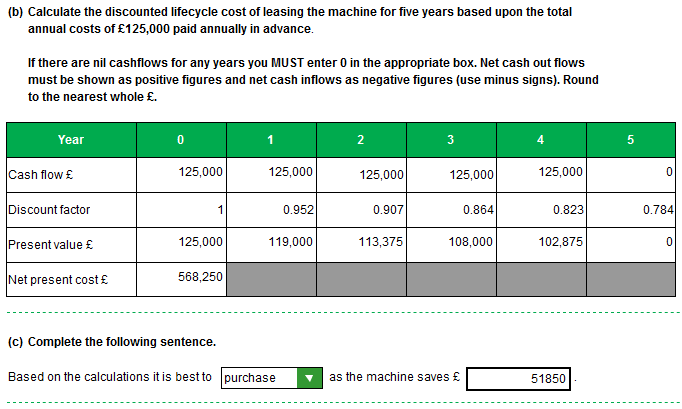 (b) Calculate the discounted lifecycle cost of leasing the machine for five years based upon the total
annual costs of £125,000 paid annually in advance.
If there are nil cashflows for any years you MUST enter 0 in the appropriate box. Net cash out flows
must be shown as positive figures and net cash inflows as negative figures (use minus signs). Round
to the nearest whole £.
Year 0 1 2 3 4 5
Cash flow £ 125,000 125,000 125,000 125,000 125,000 0
Discount factor 1 0.952 0.907 0.864 0.823 0.784
Present value £ 125,000 119,000 113,375 108,000 102,875 0
Net present cost £ 568,250
(c) Complete the following sentence.
Based on the calculations it is best to purchase as the machine saves £ 51850 .